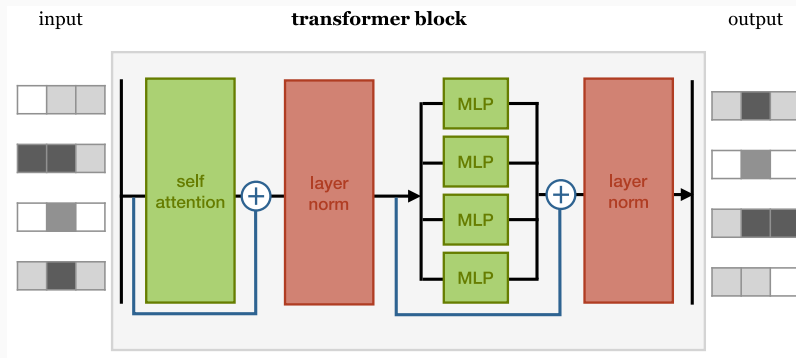 input
transformer block
output
self
attention
layer
norm
MLP
MLP
MLP
MLP
layer
norm